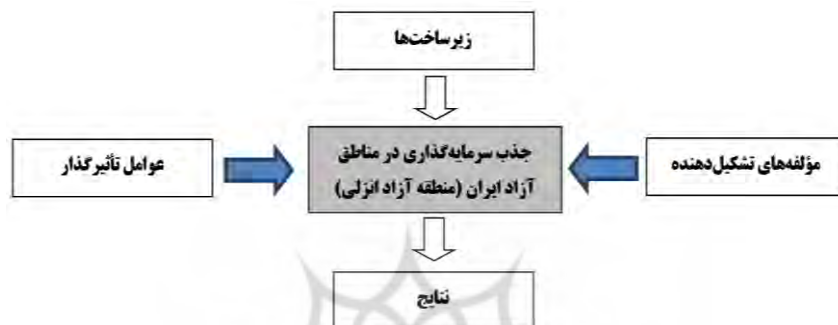 زیرساخت‌ها
جذب سرمایه‌گذاری در مناطق
آزاد ایران (منطقه آزاد انزلی)
مؤلفه‌های تشکیل‌دهنده
عوامل تأثیرگذار
نتایج